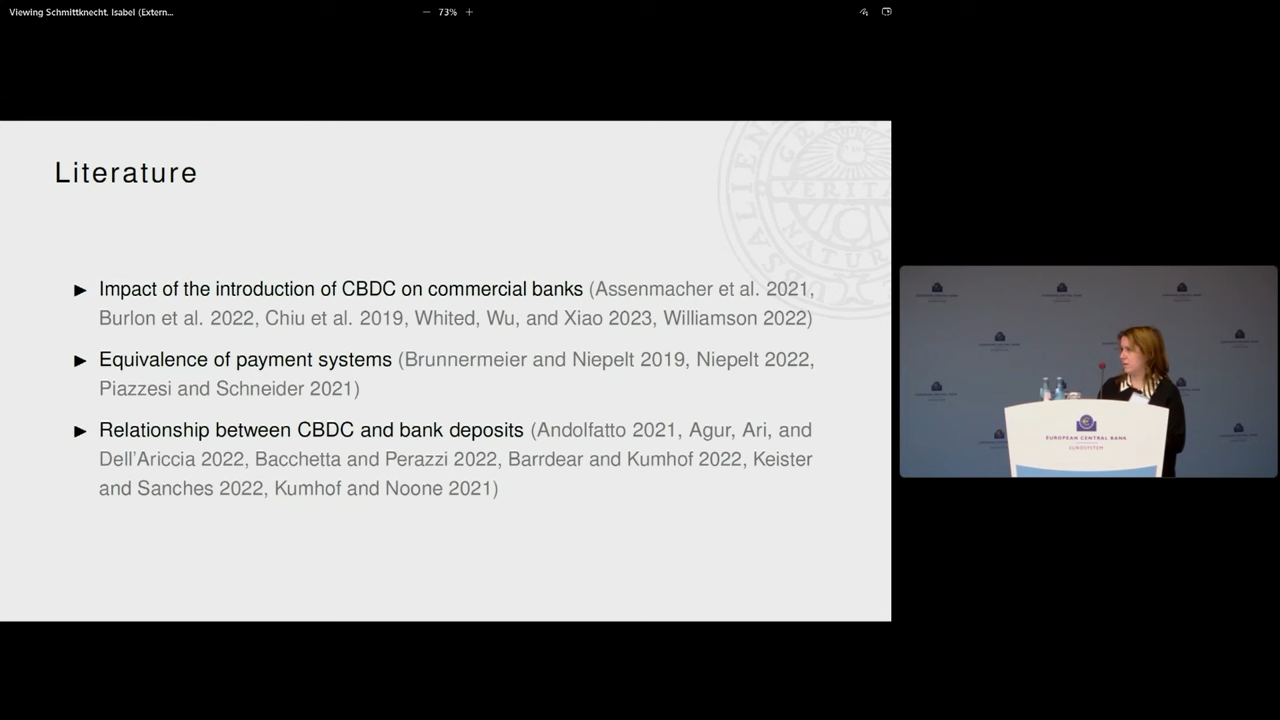 Viewing Schmittknecht, Isabel (Extern...
73%
Literature
Impact of the introduction of CBDC on commercial banks (Assenmacher et al. 2021,
Burlon et al. 2022, Chiu et al. 2019, Whited, Wu, and Xiao 2023, Williamson 2022)
Equivalence of payment systems (Brunnermeier and Niepelt 2019, Niepelt 2022,
Piazzesi and Schneider 2021)
Relationship between CBDC and bank deposits (Andolfatto 2021, Agur, Ari, and
Dell'Ariccia 2022, Bacchetta and Perazzi 2022, Barrdear and Kumhof 2022, Keister
and Sanches 2022, Kumhof and Noone 2021)
VERITA
NATUR
EUROPEAN CENTRAL BANK
EUROSYSTEM